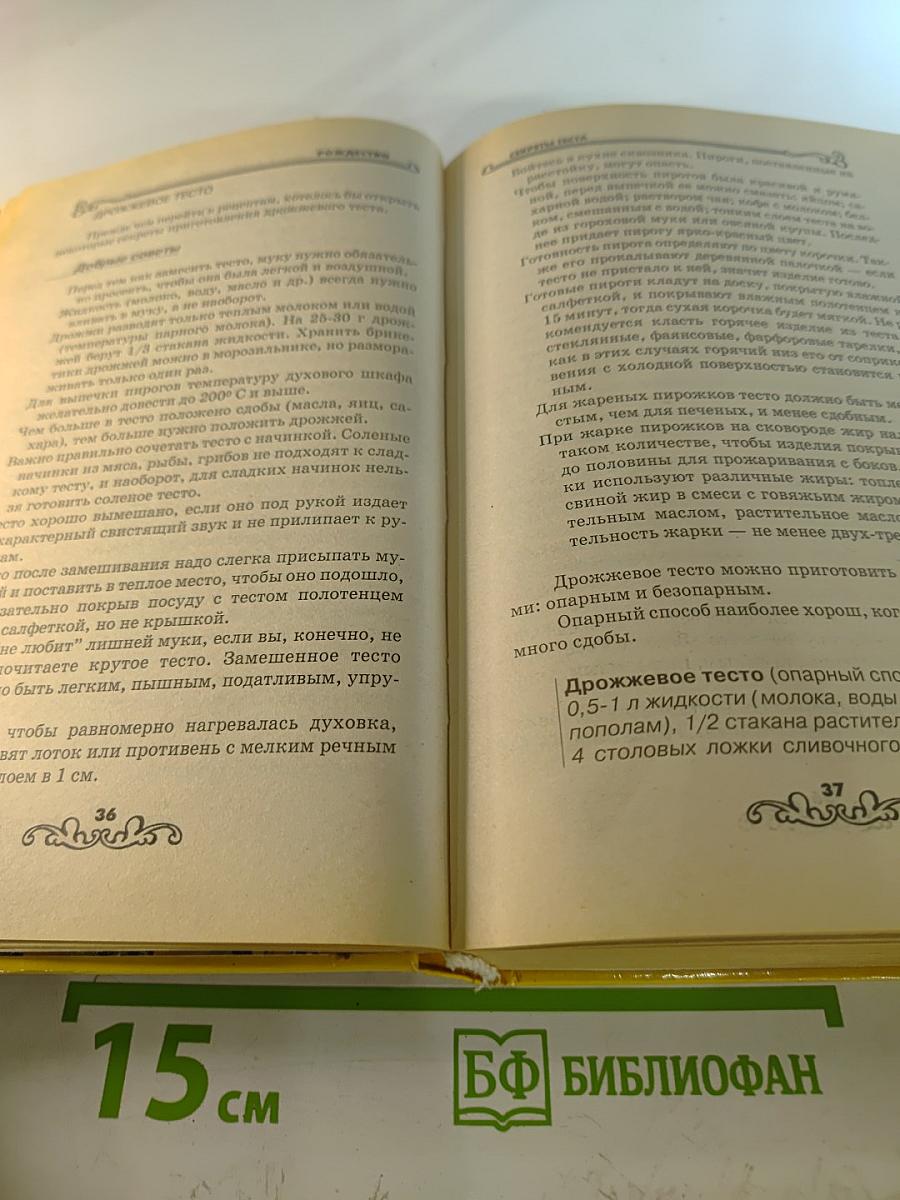 РОЖДЕСТВО
ДРОЖЖЕВОЕ ТЕСТО
Прежде чем перейти к рецептам, хотелось бы открыть
некоторые секреты приготовления дрожжевого теста.
Добрые советы
Перед тем как замесить тесто, муку нужно обязатель-
но просеять, чтобы она была легкой и воздушной.
Жидкость (молоко, воду, масло и др.) всегда нужно
вливать в муку, а не наоборот.
Дрожжи разводят только теплым молоком или водой
(температуры парного молока). На 25-30 г дрож-
жей берут 1/3 стакана жидкости. Хранить брике-
тики дрожжей можно в морозильнике, но размора-
живать только один раз.
Для выпечки пирогов температуру духового шкафа
желательно довести до 200° С и выше.
Чем больше в тесто положено сдобы (масла, яиц, са-
хара), тем больше нужно положить дрожжей.
Важно правильно сочетать тесто с начинкой. Соленые
начинки из мяса, рыбы, грибов не подходят к слад-
кому тесту, и наоборот, для сладких начинок нель-
зя готовить соленое тесто.
сто хорошо вымешано, если оно под рукой издает
характерный свистящий звук и не прилипает к ру-
ам.
о после замешивания надо слегка присыпать му-
й и поставить в теплое место, чтобы оно подошло,
зательно покрыв посуду с тестом полотенцем
салфеткой, но не крышкой.
не любит" лишней муки, если вы, конечно, не
почитаете крутое тесто. Замешенное тесто
о быть легким, пышным, податливым, упру-
чтобы равномерно нагревалась духовка,
вят лоток или противень с мелким речным
лоем в 1 см.
36
СЕКРЕТЫ ТЕСТА
Бойтесь в кухне сквозняка. Пироги, поставленные на
расстойку, могут опасть.
Чтобы поверхность пирогов была красивой и румя-
ной, перед выпечкой ее можно смазать: яйцом; са-
харной водой; раствором чая; кофе с молоком; бел-
ком, смешанным с водой; тонким слоем теста на во-
де из гороховой муки или овсяной крупы. Послед-
нее придает пирогу ярко-красный цвет.
Готовность пирога определяют по цвету корочки. Так-
же его прокалывают деревянной палочкой — если
тесто не пристало к ней, значит изделие готово.
Готовые пироги кладут на доску, покрытую влажной
салфеткой, и покрывают влажным полотенцем
15 минут, тогда сухая корочка будет мягкой. Не
комендуется класть горячее изделие из теста
стеклянные, фаянсовые, фарфоровые тарелки,
как в этих случаях горячий низ его от соприко
вения с холодной поверхностью становится
ным.
Для жареных пирожков тесто должно быть ме
стым, чем для печеных, и менее сдобным.
При жарке пирожков на сковороде жир нал
таком количестве, чтобы изделия покрыв
до половины для прожаривания с боков.
ки используют различные жиры: топле
свиной жир в смеси с говяжьим жиром
тельным маслом, растительное масло
тельность жарки — не менее двух-тре
Дрожжевое тесто можно приготовить
ми: опарным и безопарным.
Опарный способ наиболее хорош, ког
много сдобы.
Дрожжевое тесто (опарный спо
0,5-1 л жидкости (молока, воды
пополам), 1/2 стакана растител
4 столовых ложки сливочного
37
15 см
БФ БИБЛИОФАН